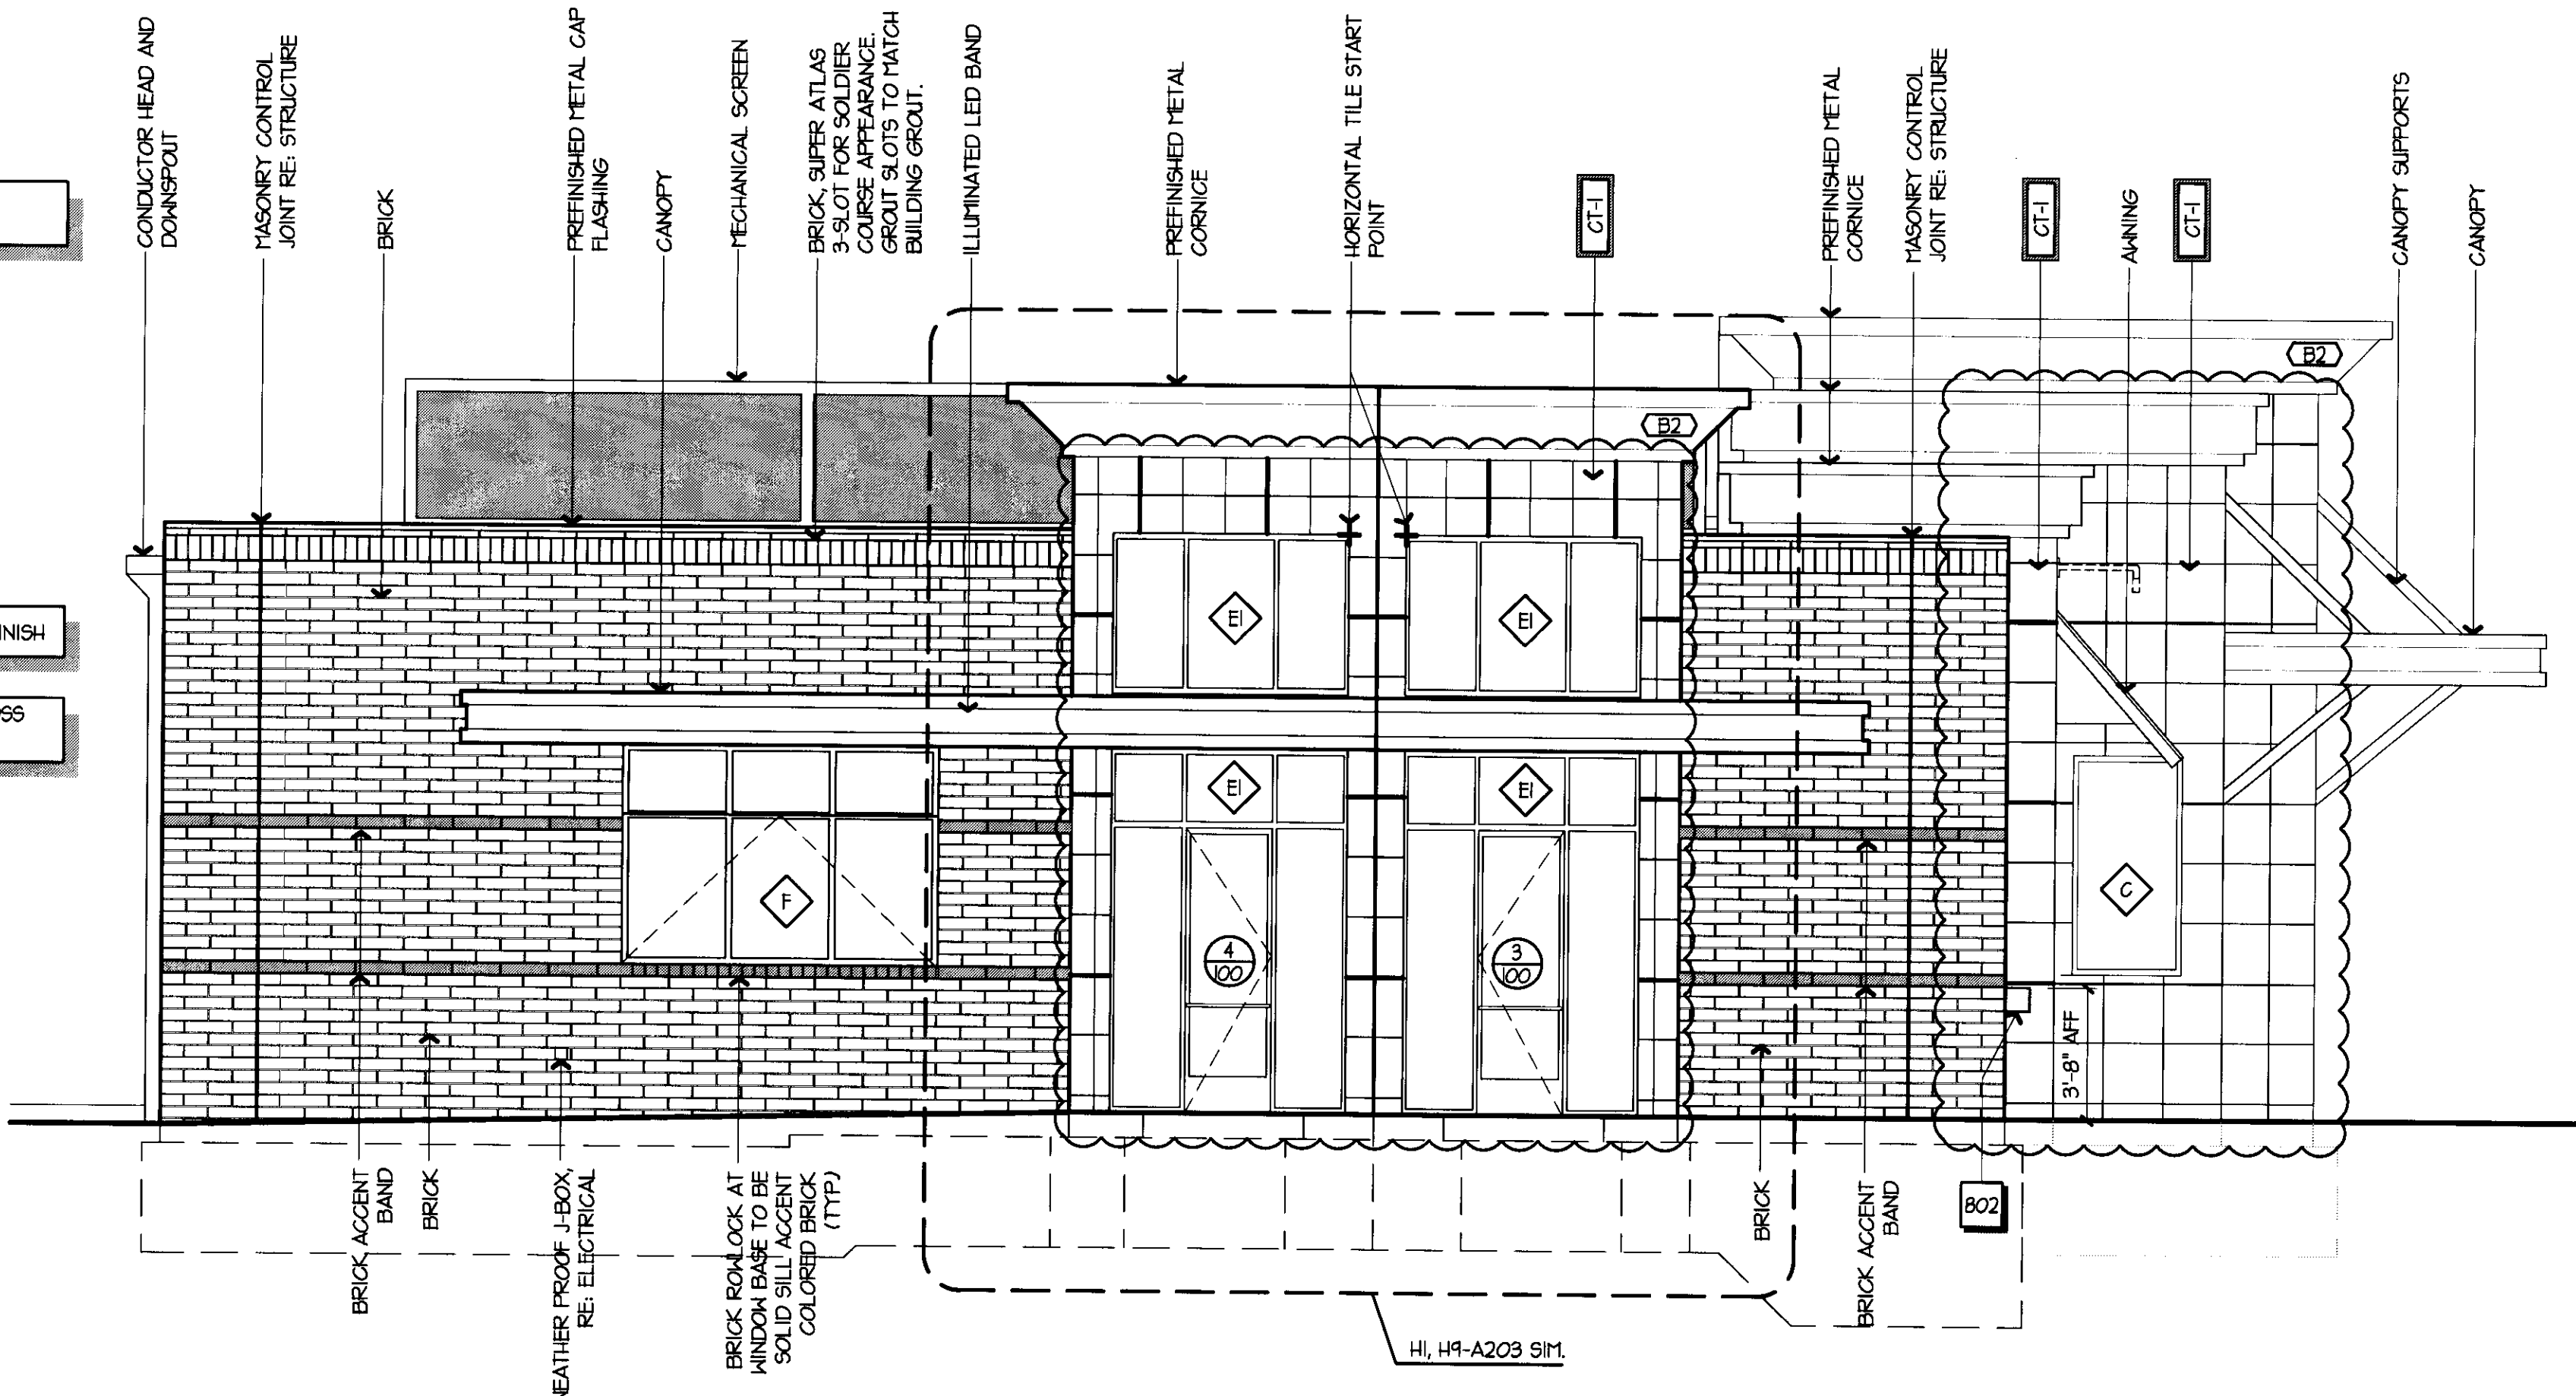 CONDUCTOR HEAD AND
DOWNSPOUT
MASONRY CONTROL
JOINT RE: STRUCTURE
BRICK
PREFINISHED METAL CAP
FLASHING
CANOPY
MECHANICAL SCREEN
BRICK, SUPER ATLAS
3-SLOT FOR SOLDIER
COURSE APPEARANCE.
GROUT SLOTS TO MATCH
BUILDING GROUT.
ILLUMINATED LED BAND
PREFINISHED METAL
CORNICE
HORIZONTAL TILE START
POINT
CT-1
PREFINISHED METAL
CORNICE
MASONRY CONTROL
JOINT RE: STRUCTURE
CT-1
AWNING
CT-1
CANOPY SUPPORTS
CANOPY
B2
B2
E1
E1
E1
E1
F
C
4
100
3
100
3'-8" AFF
BRICK ACCENT
BAND
BRICK
WEATHER PROOF J-BOX,
RE: ELECTRICAL
BRICK ROWLOCK AT
WINDOW BASE TO BE
SOLID SILL ACCENT
COLORED BRICK
(TYP)
BRICK
BRICK ACCENT
BAND
802
H1, H9-A203 SIM.